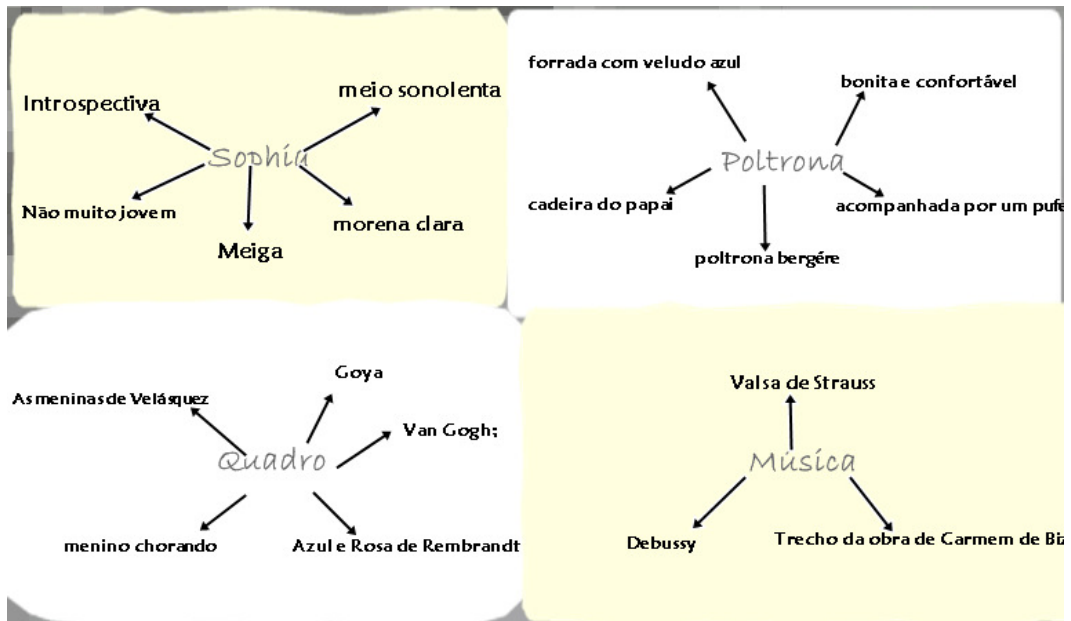 Introspectiva
meio sonolenta
Sophia
Não muito jovem
morena clara
Meiga
forrada com veludo azul
bonita e confortável
Poltrona
cadeira do papai
acompanhada por um pufe
poltrona bergére
Goya
As meninas de Velásquez
Van Gogh;
Quadro
menino chorando
Azul e Rosa de Rembrandt
Valsa de Strauss
Música
Debussy
Trecho da obra de Carmem de